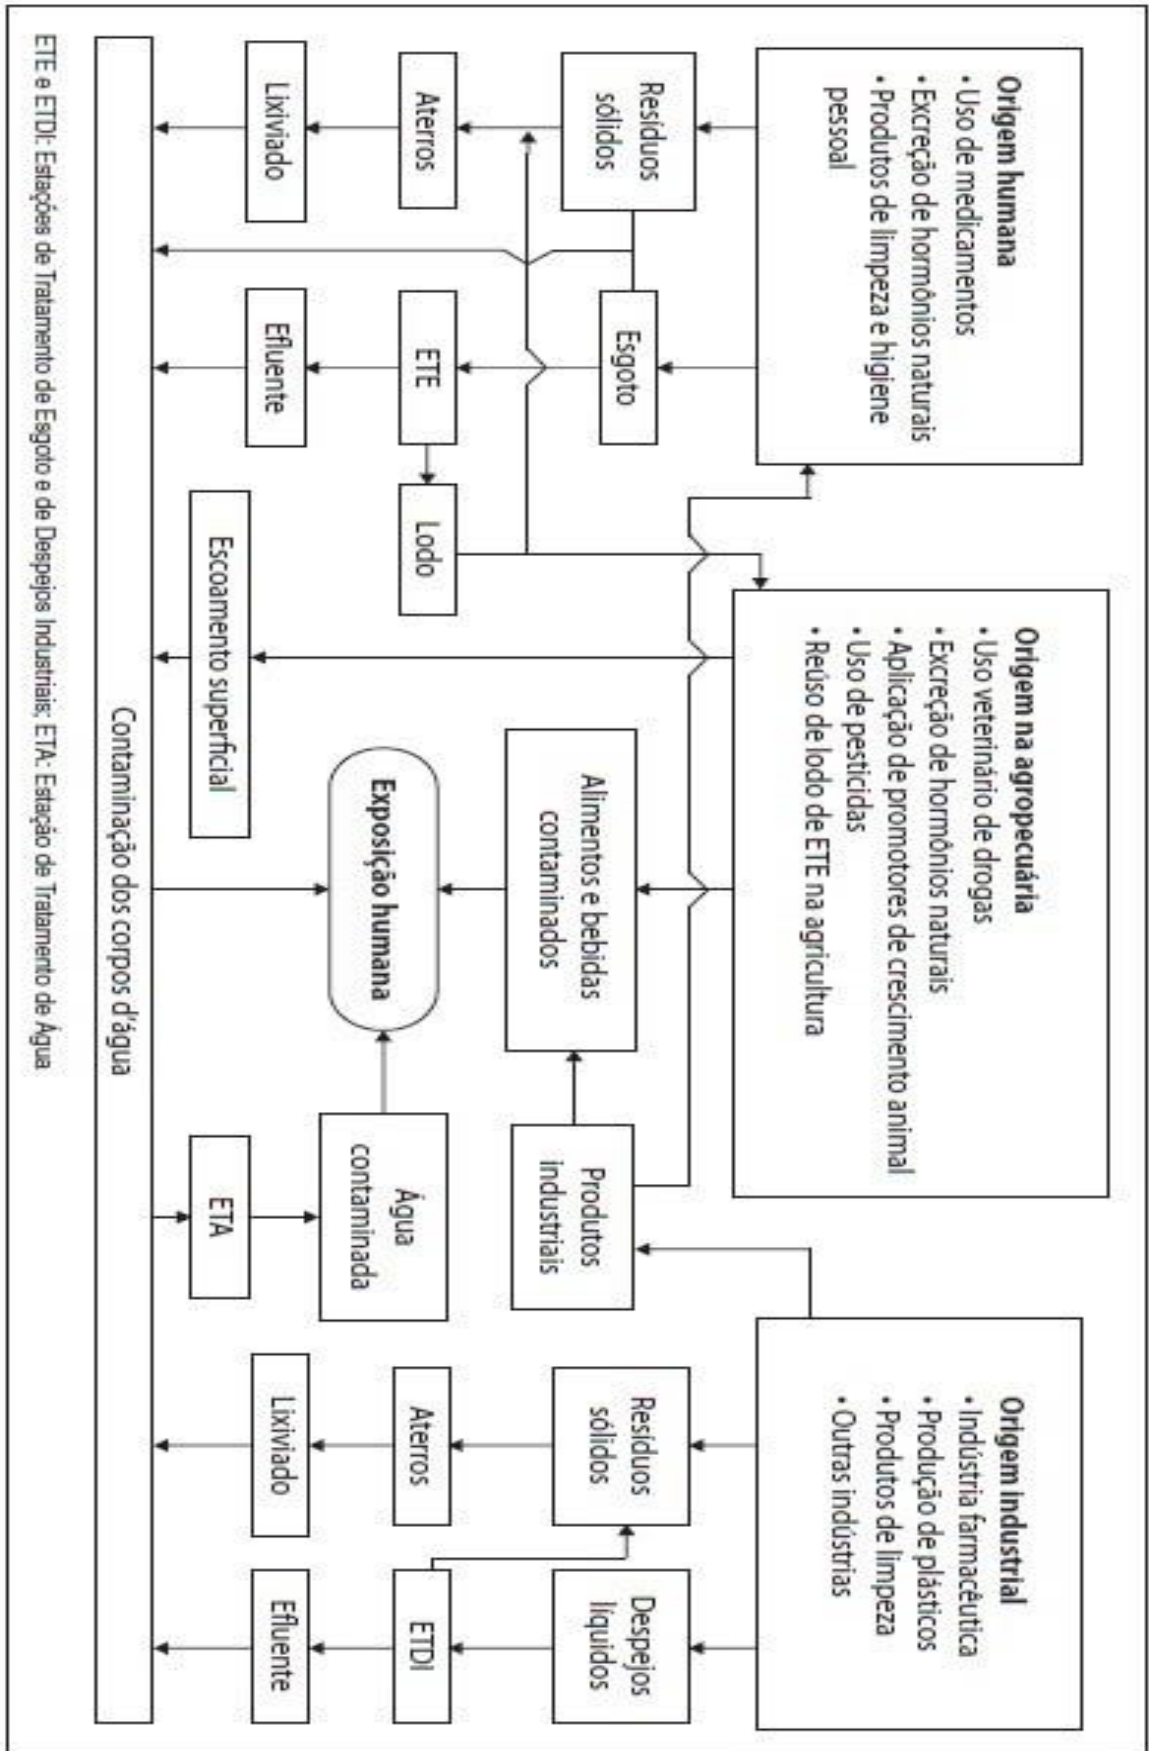 Origem humana
• Uso de medicamentos
• Excreção de hormônios naturais
• Produtos de limpeza e higiene
pessoal
Origem na agropecuária
• Uso veterinário de drogas
• Excreção de hormônios naturais
• Aplicação de promotores de crescimento animal
• Uso de pesticidas
• Reúso de lodo de ETE na agricultura
Origem industrial
• Indústria farmacêutica
• Produção de plásticos
• Produtos de limpeza
• Outras indústrias
Resíduos
sólidos
Esgoto
Alimentos e bebidas
contaminados
Produtos
industriais
Resíduos
sólidos
Despejos
líquidos
Aterros
ETE
Lodo
Exposição humana
Água
contaminada
Aterros
ETDI
Lixiviado
Efluente
Escoamento superficial
ETA
Lixiviado
Efluente
Contaminação dos corpos d'água
ETE e ETDI: Estações de Tratamento de Esgoto e de Despejos Industriais; ETA: Estação de Tratamento de Água